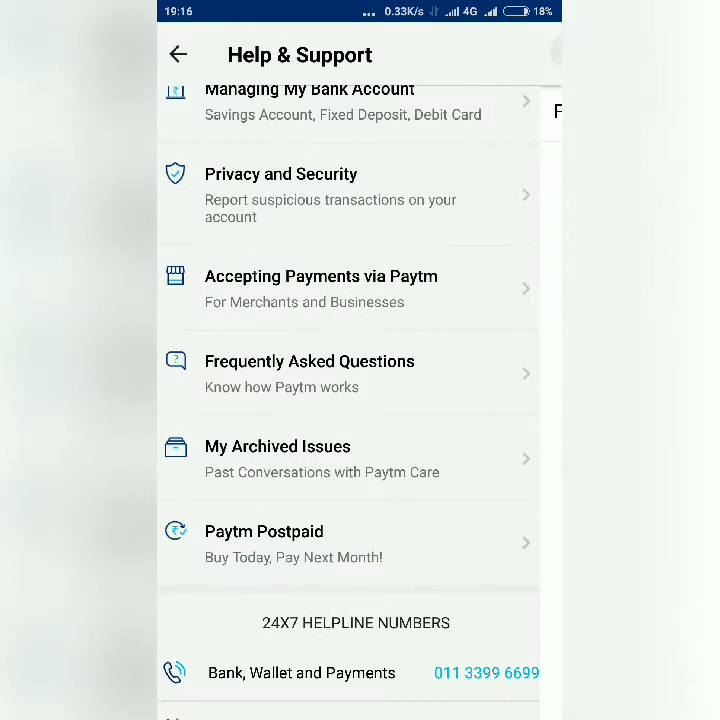 19:16 ... 0.33K/s 4G 18%
Help & Support
Managing My Bank Account
Savings Account, Fixed Deposit, Debit Card
F
Privacy and Security
Report suspicious transactions on your
account
Accepting Payments via Paytm
For Merchants and Businesses
Frequently Asked Questions
Know how Paytm works
My Archived Issues
Past Conversations with Paytm Care
Paytm Postpaid
Buy Today, Pay Next Month!
24X7 HELPLINE NUMBERS
Bank, Wallet and Payments 011 3399 6699